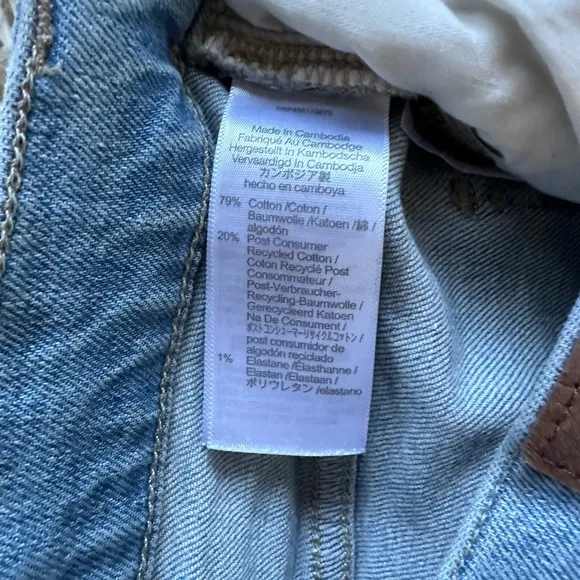 Made In Cambodia
Fabriqué Au Cambodge
Hergestellt In Kambodscha
Vervaardigd In Cambodja
カンボジア製
hecho en camboya
79% Cotton /Coton /
Baumwolle /Katoen /綿 /
algodón
20% Post Consumer
Recycled Cotton /
Coton Recyclé Post
Consommateur /
Post-Verbraucher-
Recycling-Baumwolle /
Gerecycleerd Katoen
Na De Consument /
ポストコンシューマーリサイクルコットン /
post consumidor de
algodón reciclado
1% Elastane /Elasthanne /
Elastan /Elastaan /
ポリウレタン /elastano